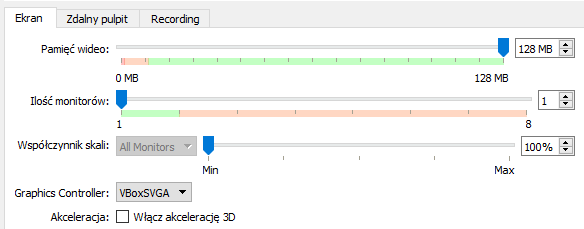 Ekran Zdalny pulpit Recording
Pamięć wideo: 128 MB
0 MB 128 MB
Ilość monitorów: 1
1 8
Współczynnik skali: All Monitors 100%
Min Max
Graphics Controller: VBoxSVGA
Akceleracja: Włącz akcelerację 3D